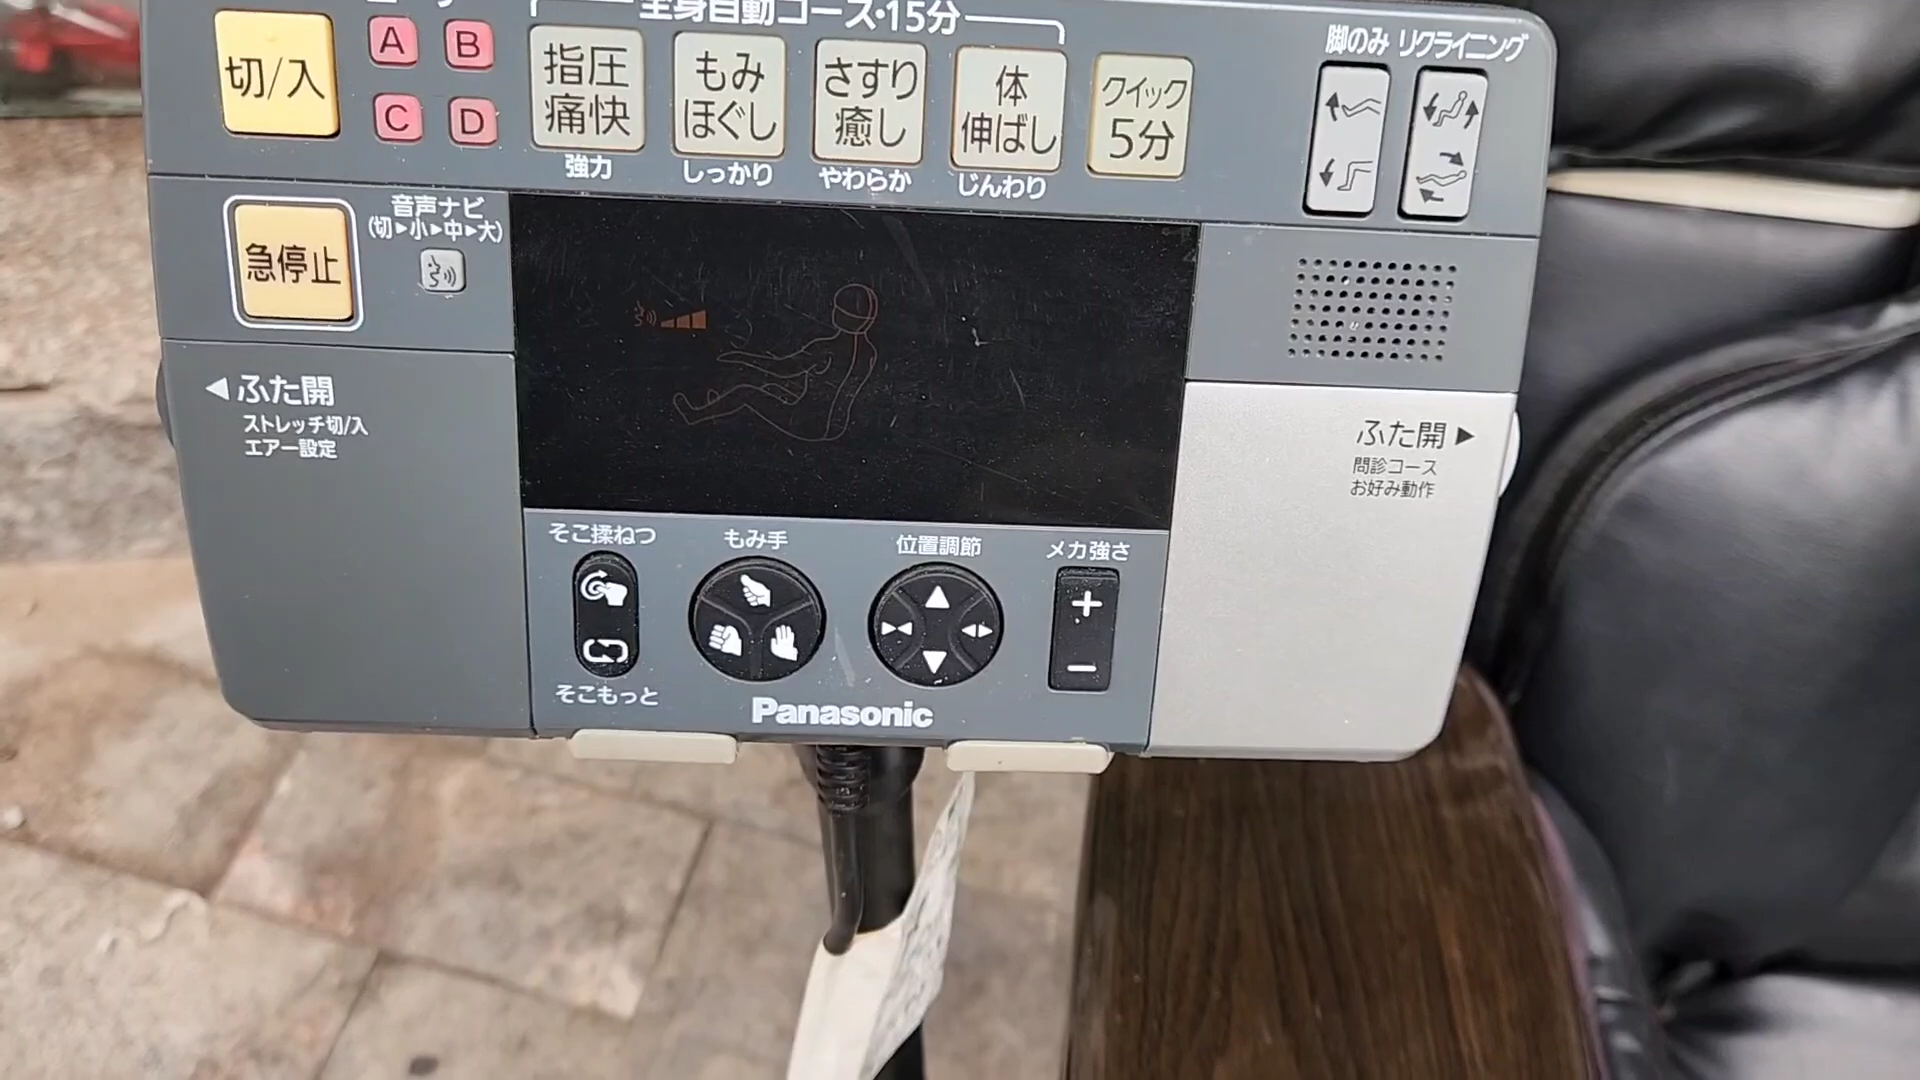 全身自動コース・15分
脚のみ リクライニング
切/入
A
B
C
D
指圧
痛快
強力
もみ
ほぐし
しっかり
さすり
癒し
やわらか
体
伸ばし
じんわり
クイック
5分
急停止
音声ナビ
(切▶小▶中▶大)
◀ふた開
ストレッチ切/入
エアー設定
ふた開▶
問診コース
お好み動作
そこ揉ねつ
そこもっと
もみ手
位置調節
メカ強さ
+
−
Panasonic